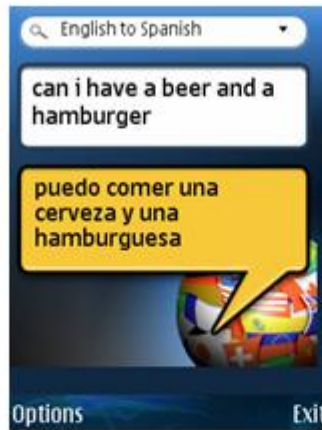 English to Spanish
can i have a beer and a
hamburger
puedo comer una
cerveza y una
hamburguesa
Options
Exit